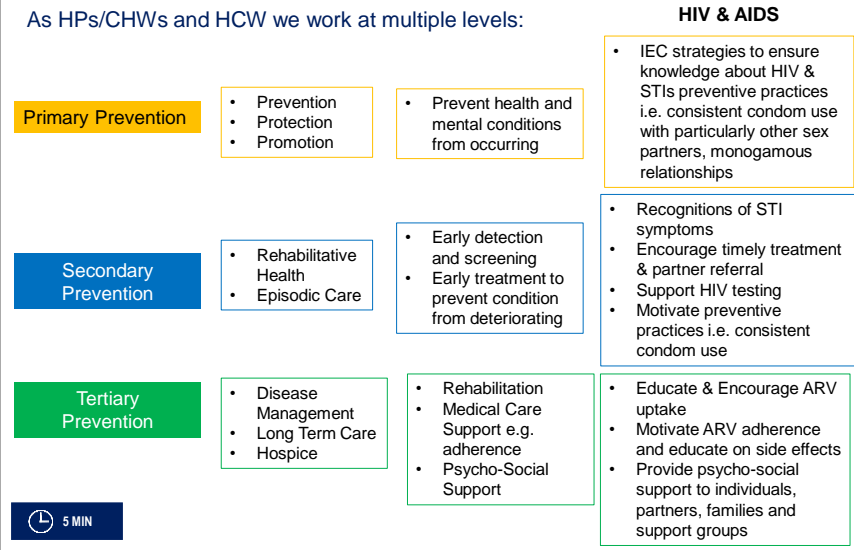 As HPs/CHWs and HCW we work at multiple levels:
HIV & AIDS
Primary Prevention
• Prevention
• Protection
• Promotion
• Prevent health and
mental conditions
from occurring
• IEC strategies to ensure
knowledge about HIV &
STIs preventive practices
i.e. consistent condom use
with particularly other sex
partners, monogamous
relationships
Secondary
Prevention
• Rehabilitative
Health
• Episodic Care
• Early detection
and screening
• Early treatment to
prevent condition
from deteriorating
• Recognitions of STI
symptoms
• Encourage timely treatment
& partner referral
• Support HIV testing
• Motivate preventive
practices i.e. consistent
condom use
Tertiary
Prevention
• Disease
Management
• Long Term Care
• Hospice
• Rehabilitation
• Medical Care
Support e.g.
adherence
• Psycho-Social
Support
• Educate & Encourage ARV
uptake
• Motivate ARV adherence
and educate on side effects
• Provide psycho-social
support to individuals,
partners, families and
support groups
5 MIN